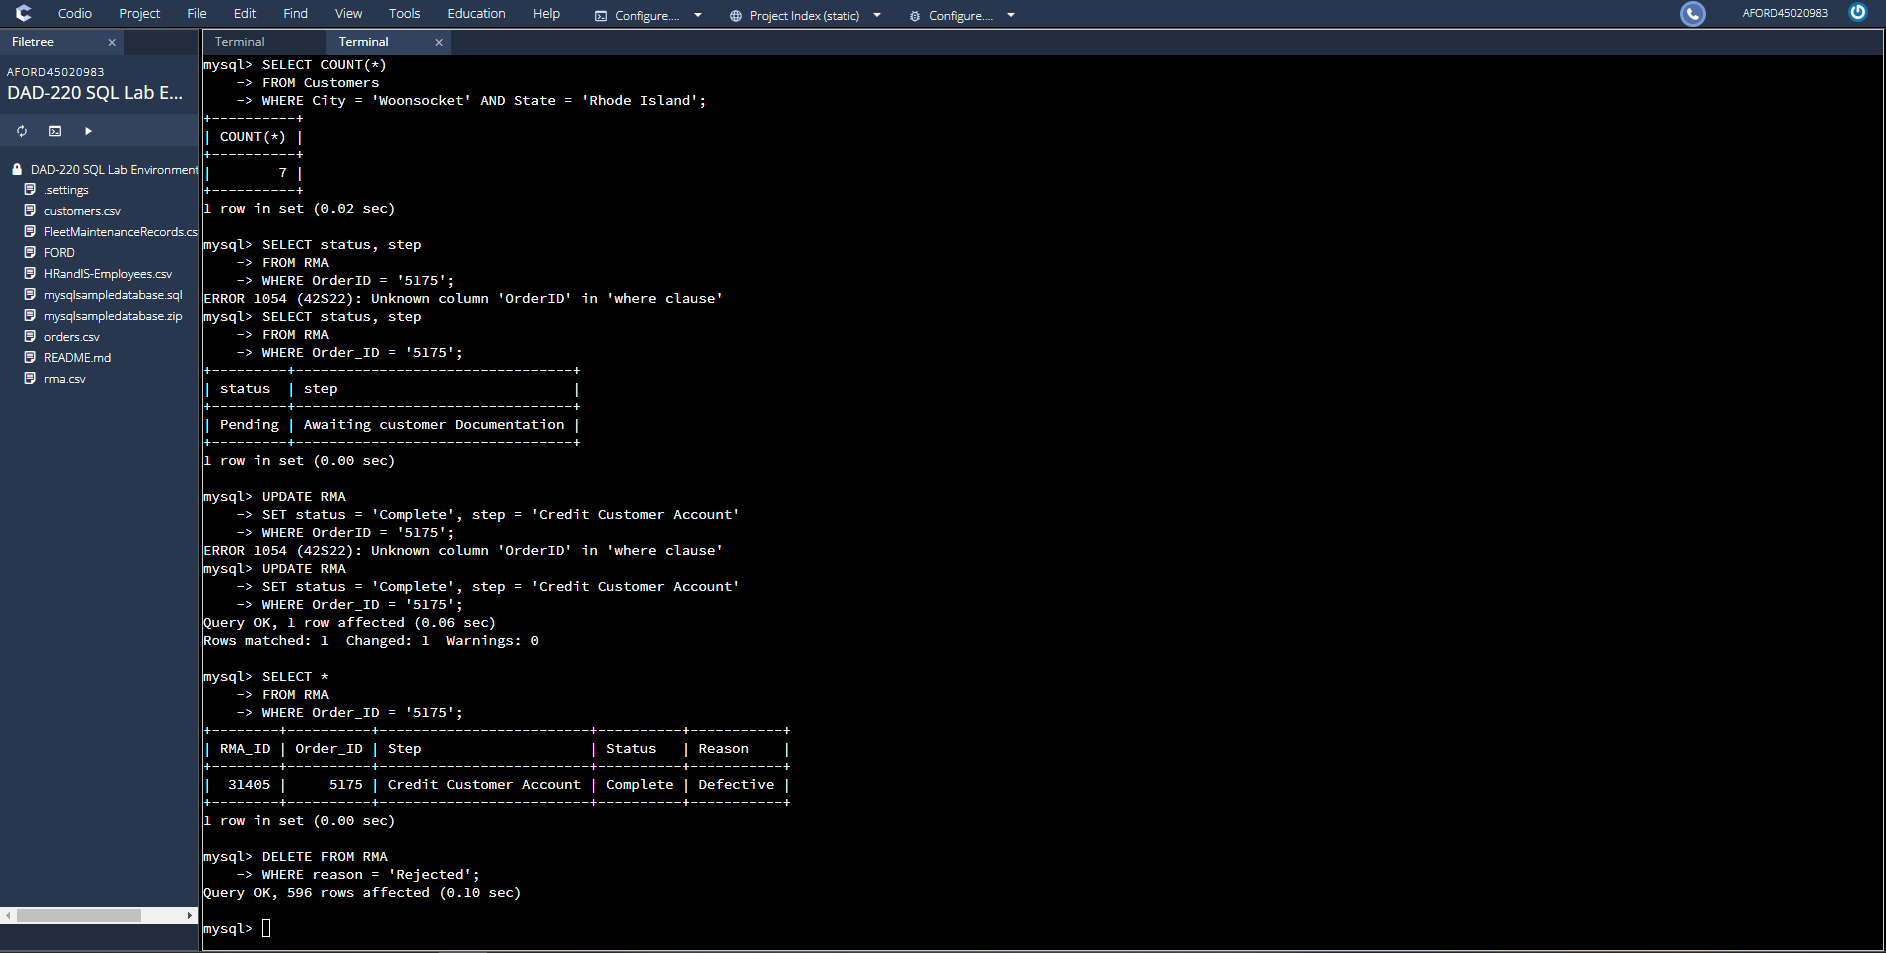 Codio Project File Edit Find View Tools Education Help Configure.... Project Index (static) Configure.... AFORD45020983
Filetree ×
Terminal Terminal ×
AFORD45020983
DAD-220 SQL Lab E...
DAD-220 SQL Lab Environment
.settings
customers.csv
FleetMaintenanceRecords.cs
FORD
HRandIS-Employees.csv
mysqlsampledatabase.sql
mysqlsampledatabase.zip
orders.csv
README.md
rma.csv
mysql> SELECT COUNT(*)
    -> FROM Customers
    -> WHERE City = 'Woonsocket' AND State = 'Rhode Island';
+----------+
| COUNT(*) |
+----------+
|        7 |
+----------+
1 row in set (0.02 sec)
mysql> SELECT status, step
    -> FROM RMA
    -> WHERE OrderID = '5175';
ERROR 1054 (42S22): Unknown column 'OrderID' in 'where clause'
mysql> SELECT status, step
    -> FROM RMA
    -> WHERE Order_ID = '5175';
+---------+---------------------------------+
| status  | step                            |
+---------+---------------------------------+
| Pending | Awaiting customer Documentation |
+---------+---------------------------------+
1 row in set (0.00 sec)
mysql> UPDATE RMA
    -> SET status = 'Complete', step = 'Credit Customer Account'
    -> WHERE OrderID = '5175';
ERROR 1054 (42S22): Unknown column 'OrderID' in 'where clause'
mysql> UPDATE RMA
    -> SET status = 'Complete', step = 'Credit Customer Account'
    -> WHERE Order_ID = '5175';
Query OK, 1 row affected (0.06 sec)
Rows matched: 1  Changed: 1  Warnings: 0
mysql> SELECT *
    -> FROM RMA
    -> WHERE Order_ID = '5175';
+--------+----------+-------------------------+----------+-----------+
| RMA_ID | Order_ID | Step                    | Status   | Reason    |
+--------+----------+-------------------------+----------+-----------+
|  31405 |     5175 | Credit Customer Account | Complete | Defective |
+--------+----------+-------------------------+----------+-----------+
1 row in set (0.00 sec)
mysql> DELETE FROM RMA
    -> WHERE reason = 'Rejected';
Query OK, 596 rows affected (0.10 sec)
mysql>